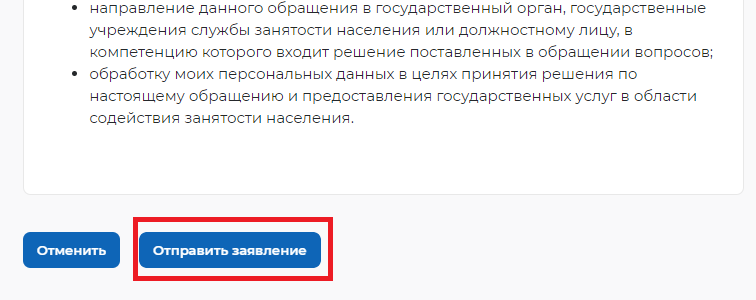 направление данного обращения в государственный орган, государственные
учреждения службы занятости населения или должностному лицу, в
компетенцию которого входит решение поставленных в обращении вопросов;
обработку моих персональных данных в целях принятия решения по
настоящему обращению и предоставления государственных услуг в области
содействия занятости населения.
Отменить Отправить заявление